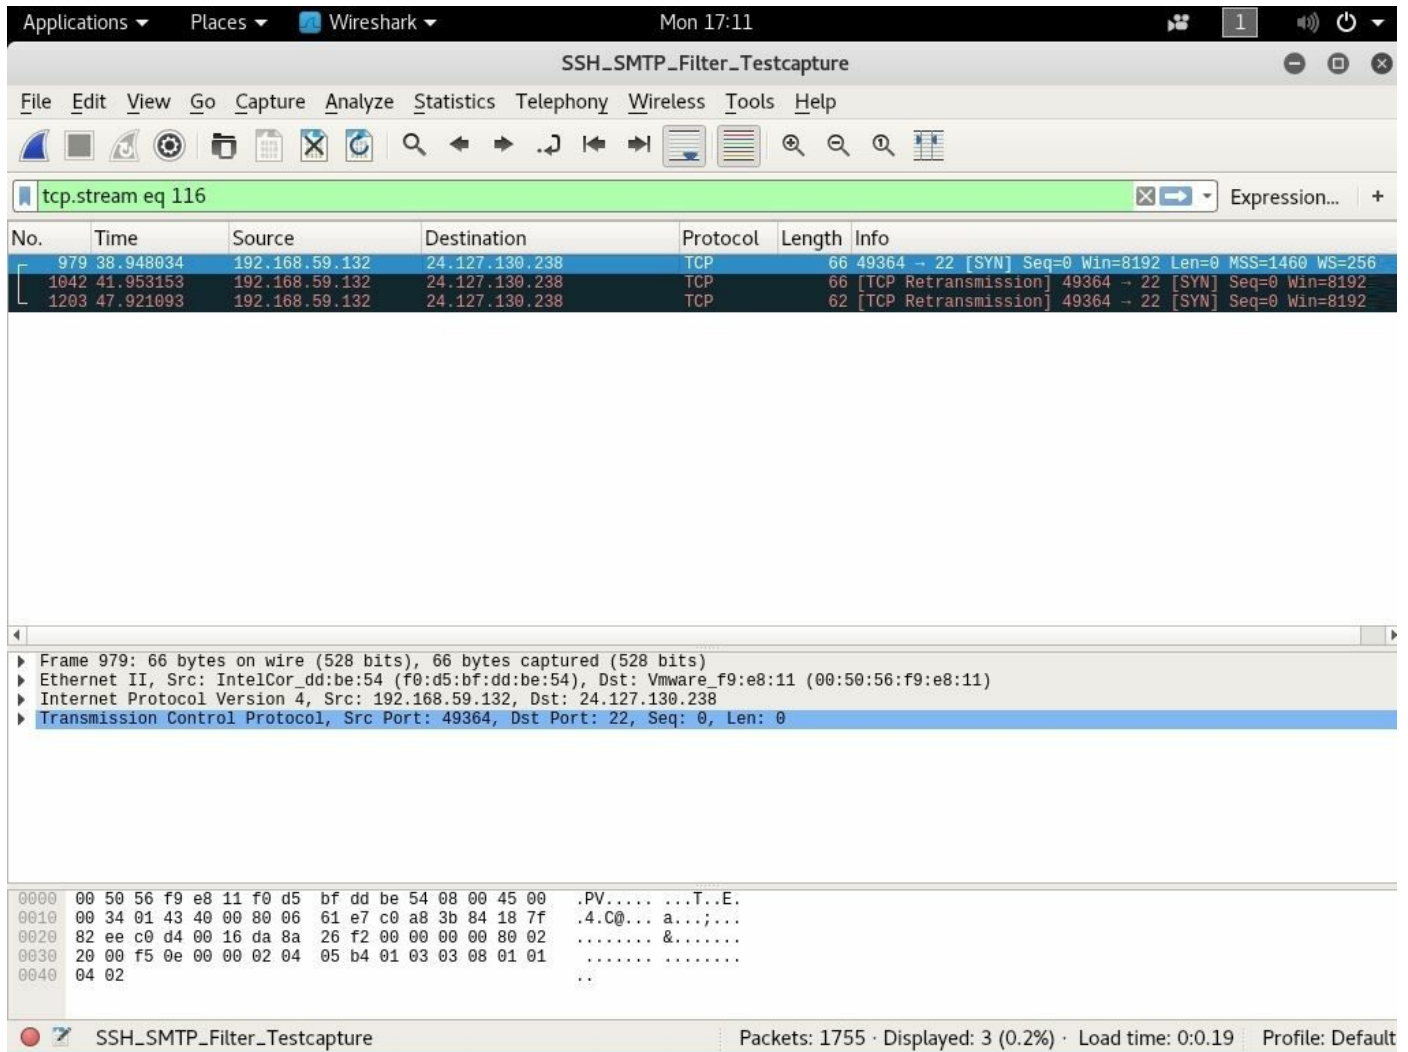 Applications Places Wireshark Mon 17:11 1
SSH_SMTP_Filter_Testcapture
File Edit View Go Capture Analyze Statistics Telephony Wireless Tools Help
tcp.stream eq 116 Expression... +
No. Time Source Destination Protocol Length Info
979 38.948034 192.168.59.132 24.127.130.238 TCP 66 49364 → 22 [SYN] Seq=0 Win=8192 Len=0 MSS=1460 WS=256
1042 41.953153 192.168.59.132 24.127.130.238 TCP 66 [TCP Retransmission] 49364 → 22 [SYN] Seq=0 Win=8192
1203 47.921093 192.168.59.132 24.127.130.238 TCP 62 [TCP Retransmission] 49364 → 22 [SYN] Seq=0 Win=8192
Frame 979: 66 bytes on wire (528 bits), 66 bytes captured (528 bits)
Ethernet II, Src: IntelCor_dd:be:54 (f0:d5:bf:dd:be:54), Dst: Vmware_f9:e8:11 (00:50:56:f9:e8:11)
Internet Protocol Version 4, Src: 192.168.59.132, Dst: 24.127.130.238
Transmission Control Protocol, Src Port: 49364, Dst Port: 22, Seq: 0, Len: 0
0000 00 50 56 f9 e8 11 f0 d5 bf dd be 54 08 00 45 00 .PV..... ...T..E.
0010 00 34 01 43 40 00 80 06 61 e7 c0 a8 3b 84 18 7f .4.C@... a...;...
0020 82 ee c0 d4 00 16 da 8a 26 f2 00 00 00 00 80 02 ........ &.......
0030 20 00 f5 0e 00 00 02 04 05 b4 01 03 03 08 01 01 ....... ........
0040 04 02 ..
SSH_SMTP_Filter_Testcapture Packets: 1755 · Displayed: 3 (0.2%) · Load time: 0:0.19 Profile: Default